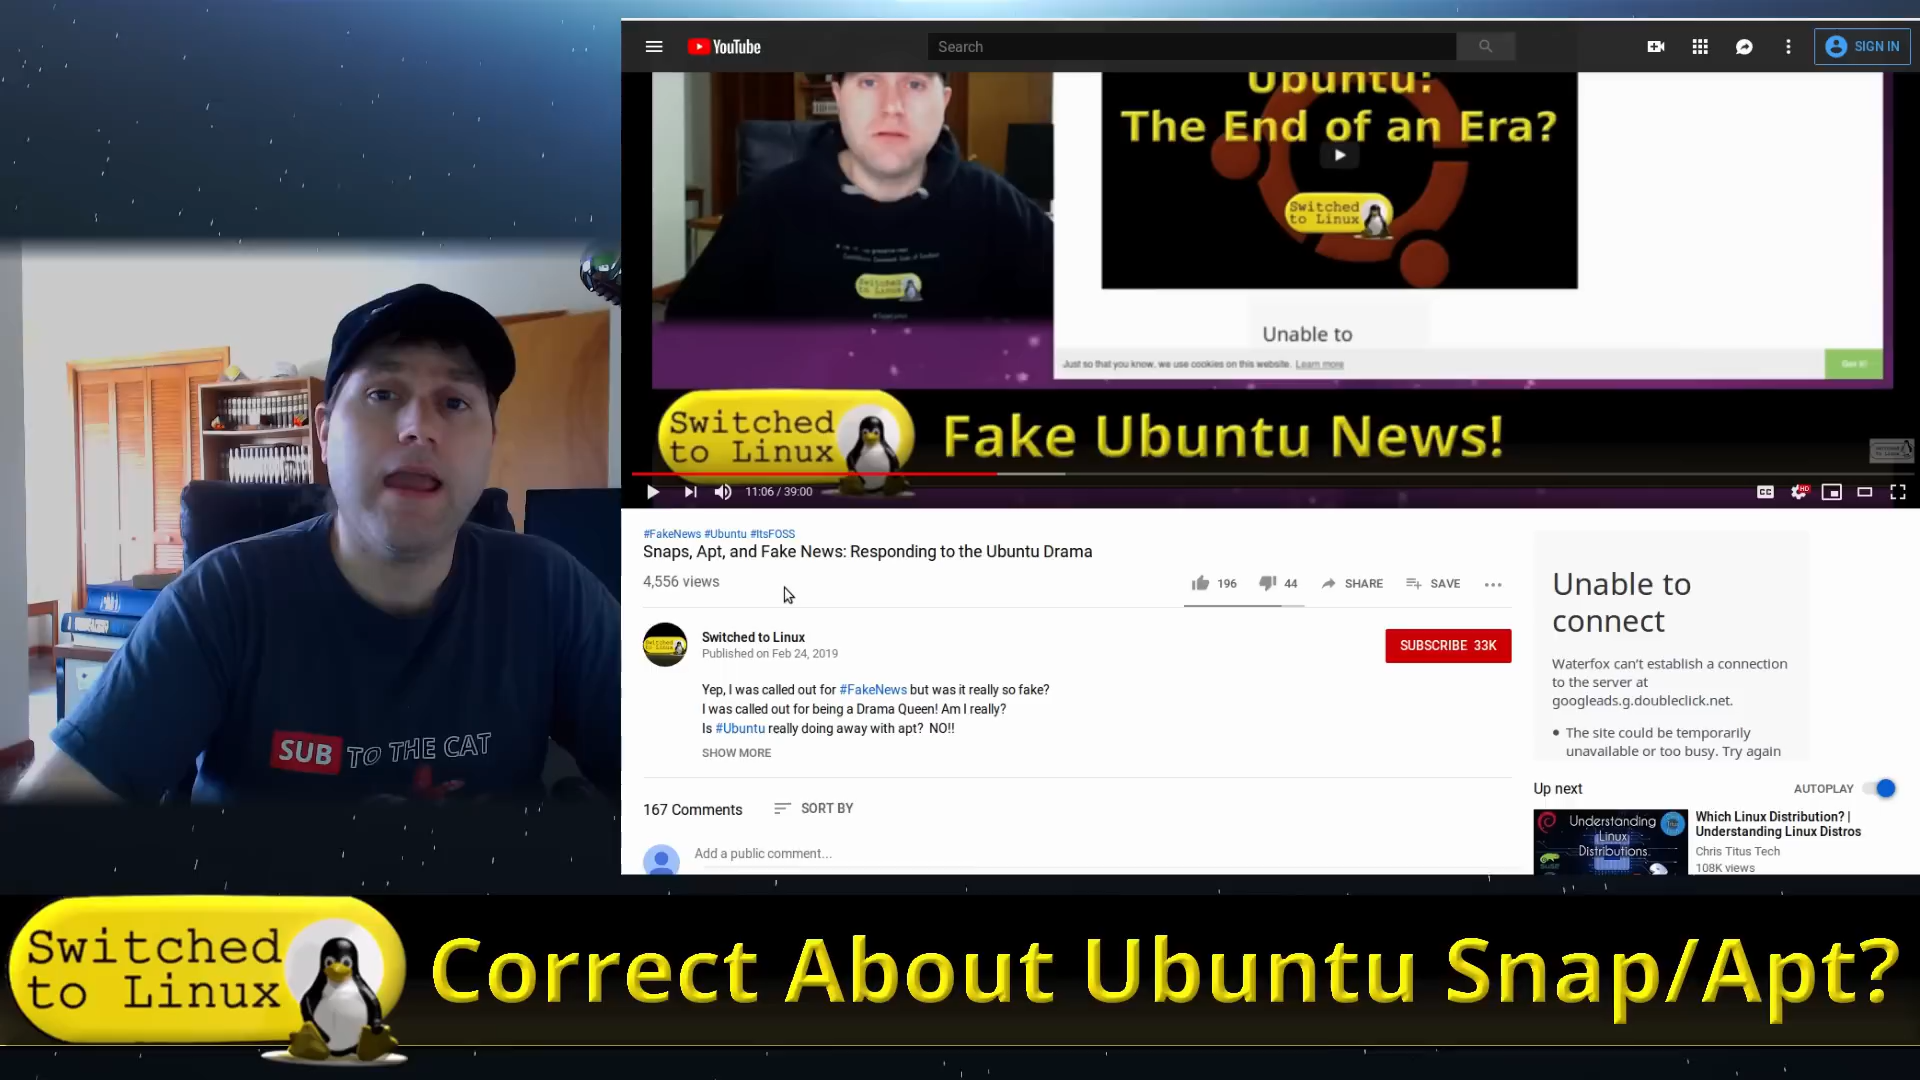 YouTube
Search
SIGN IN
Ubuntu:
The End of an Era?
Switched
to Linux
Unable to
Just so that you know, we use cookies on this website. Learn more
Got it!
Switched
to Linux
Fake Ubuntu News!
11:06 / 39:00
CC
HD
#FakeNews #Ubuntu #ItsFOSS
Snaps, Apt, and Fake News: Responding to the Ubuntu Drama
4,556 views
196
44
SHARE
SAVE
Switched to Linux
Published on Feb 24, 2019
SUBSCRIBE 33K
Yep, I was called out for #FakeNews but was it really so fake?
I was called out for being a Drama Queen! Am I really?
Is #Ubuntu really doing away with apt? NO!!
SHOW MORE
167 Comments
SORT BY
Add a public comment...
Unable to
connect
Waterfox can't establish a connection
to the server at
googleads.g.doubleclick.net.
• The site could be temporarily
unavailable or too busy. Try again
Up next
AUTOPLAY
Understanding
Linux
Distributions
Which Linux Distribution? |
Understanding Linux Distros
Chris Titus Tech
108K views
SUB TO THE CAT
Switched
to Linux
Correct About Ubuntu Snap/Apt?